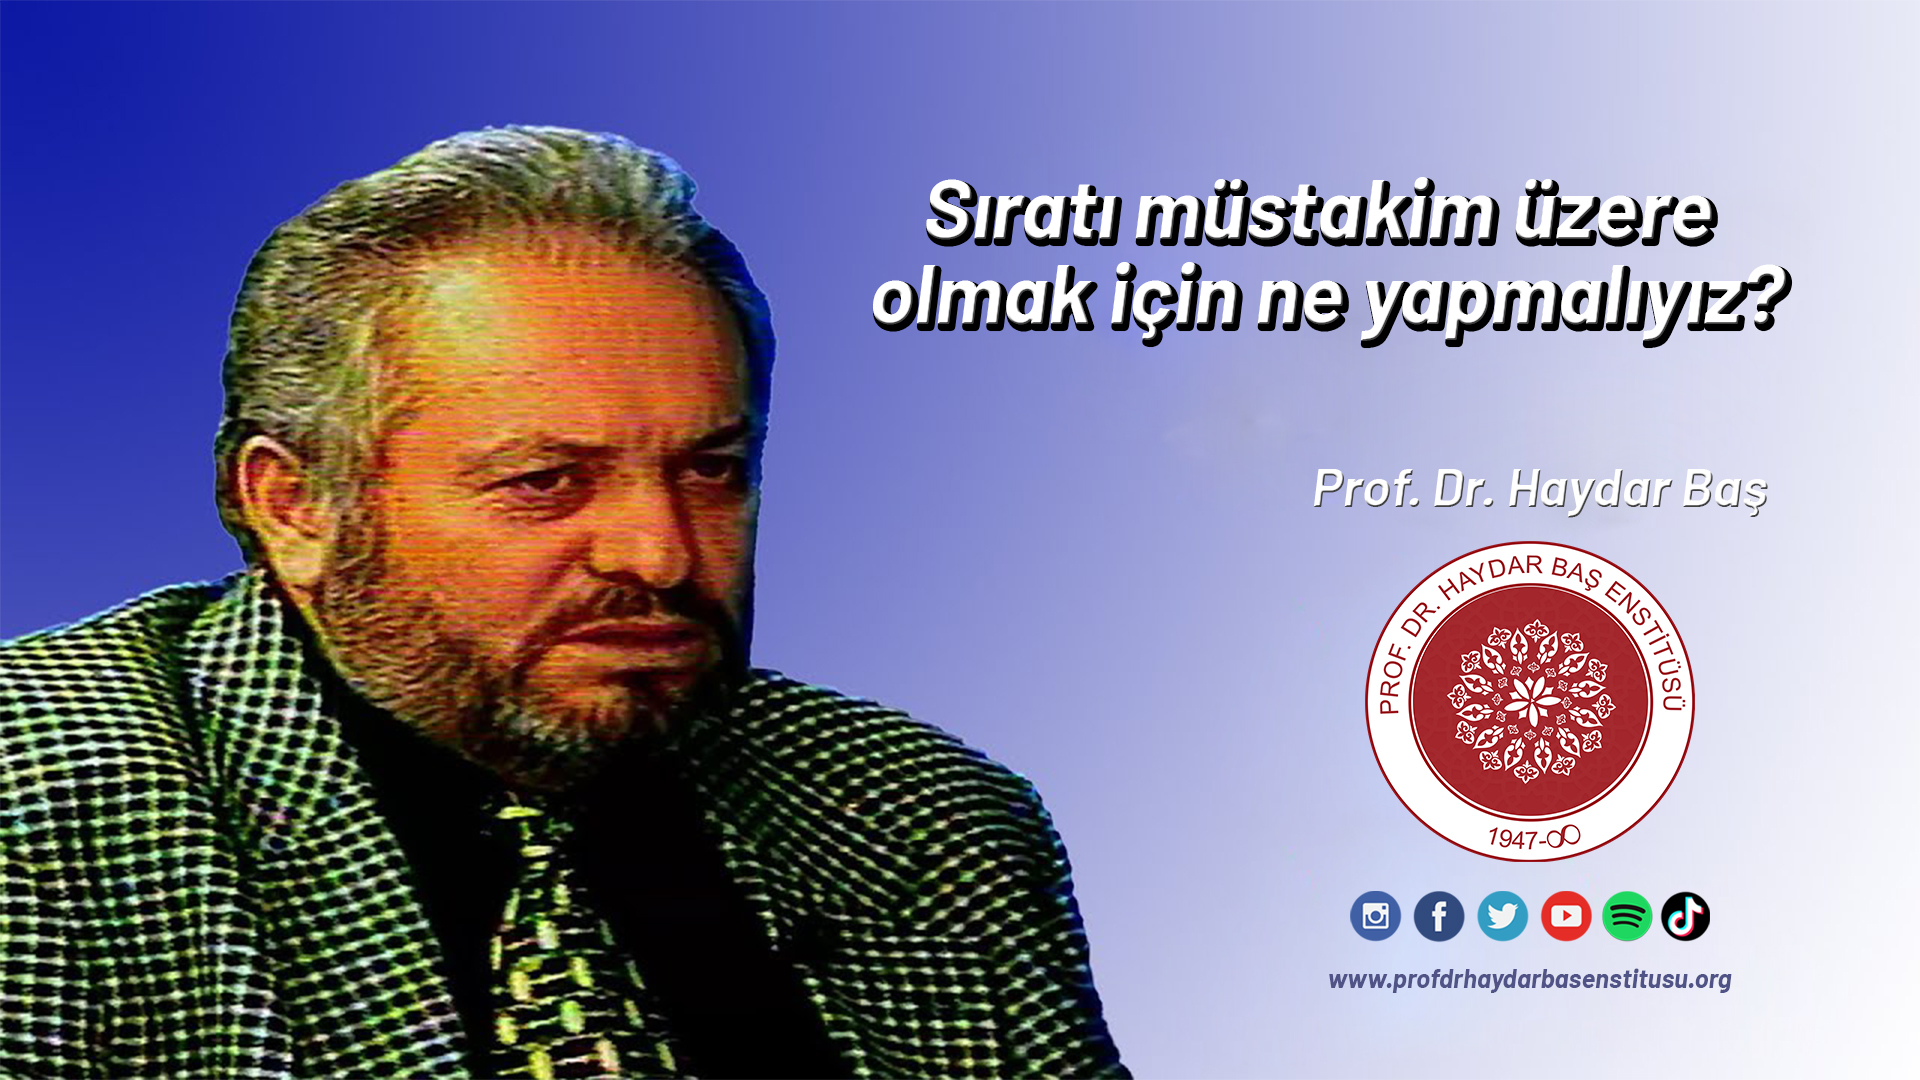 Sıratı müstakim üzere
olmak için ne yapmalıyız?
Prof. Dr. Haydar Baş
PROF. DR. HAYDAR BAŞ ENSTİTÜSÜ
1947-∞
www.profdrhaydarbasenstitusu.org